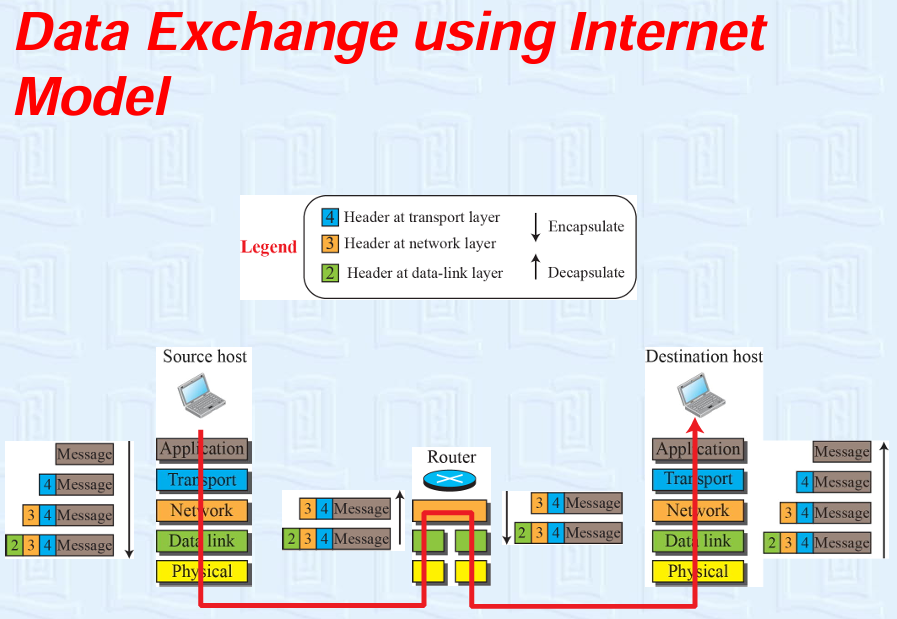 Data Exchange using Internet
Model
Legend
4 Header at transport layer
3 Header at network layer
2 Header at data-link layer
Encapsulate
Decapsulate
Source host
Message
4 Message
3 4 Message
2 3 4 Message
Application
Transport
Network
Data link
Physical
Router
3 4 Message
2 3 4 Message
3 4 Message
2 3 4 Message
Destination host
Application
Transport
Network
Data link
Physical
Message
4 Message
3 4 Message
2 3 4 Message